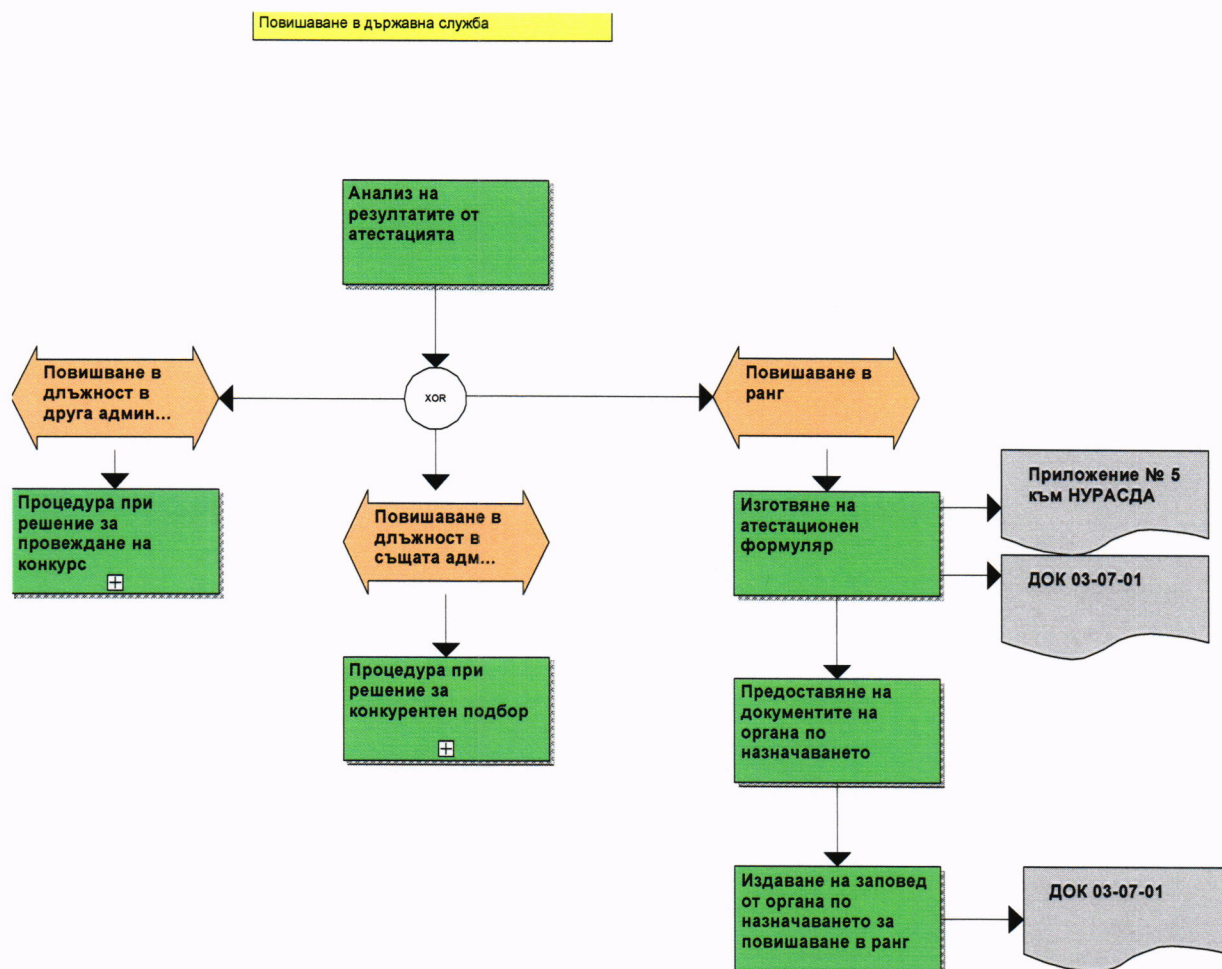 Повишаване в държавна служба
Анализ на
резултатите от
атестацията
Повишване в
длъжност в
друга админ...
XOR
Повишаване в
ранг
Процедура при
решение за
провеждане на
конкурс
Повишаване в
длъжност в
същата адм...
Изготвяне на
атестационен
формуляр
Приложение № 5
към НУРАСДА
ДОК 03-07-01
Процедура при
решение за
конкурентен подбор
Предоставяне на
документите на
органа по
назначаването
Издаване на заповед
от органа по
назначаването за
повишаване в ранг
ДОК 03-07-01